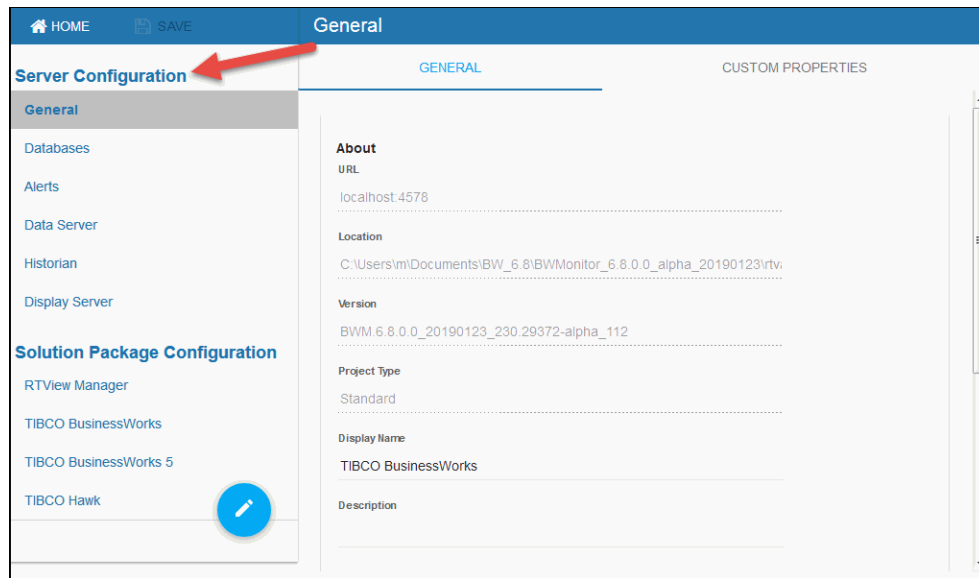 HOME
SAVE
General
Server Configuration
General
Databases
Alerts
Data Server
Historian
Display Server
Solution Package Configuration
RTView Manager
TIBCO BusinessWorks
TIBCO BusinessWorks 5
TIBCO Hawk
GENERAL
CUSTOM PROPERTIES
About
URL
localhost:4578
Location
C:\Users\m\Documents\BW_6.8\BWMonitor_6.8.0.0_alpha_20190123\rtv
Version
BWM.6.8.0.0_20190123_230.29372-alpha_112
Project Type
Standard
Display Name
TIBCO BusinessWorks
Description